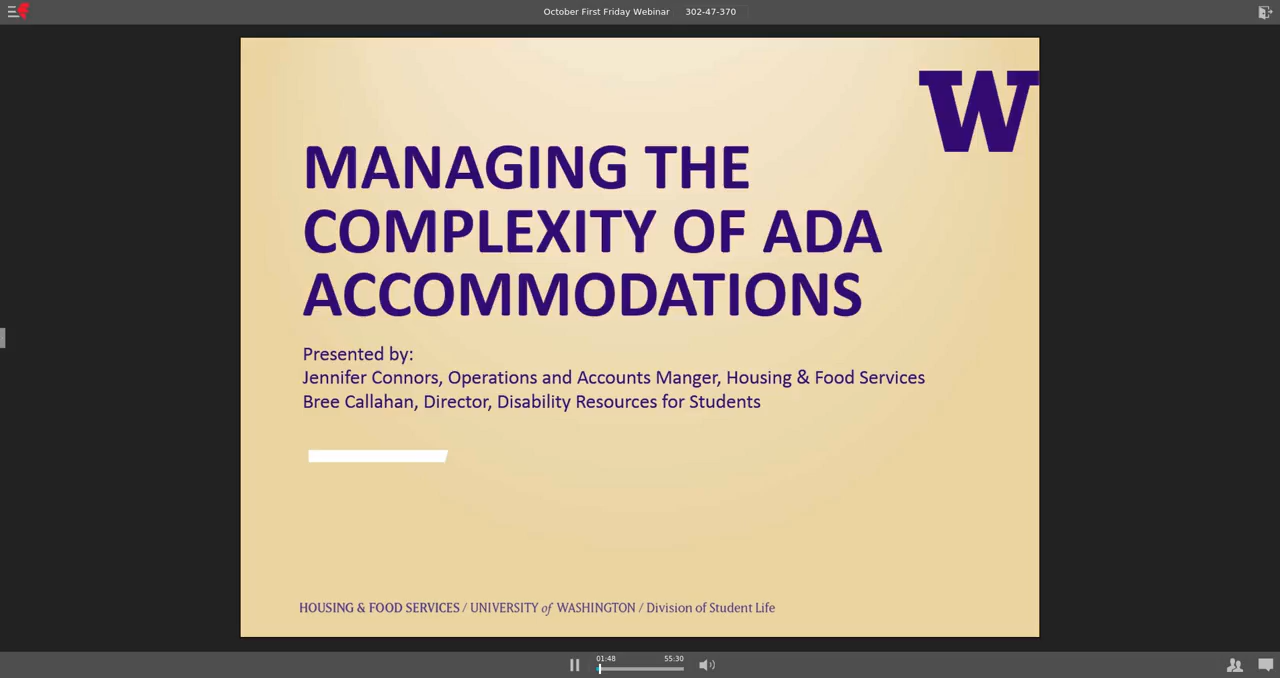 October First Friday Webinar 302-47-370
W
MANAGING THE
COMPLEXITY OF ADA
ACCOMMODATIONS
Presented by:
Jennifer Connors, Operations and Accounts Manger, Housing & Food Services
Bree Callahan, Director, Disability Resources for Students
HOUSING & FOOD SERVICES / UNIVERSITY of WASHINGTON / Division of Student Life
01:48 55:30